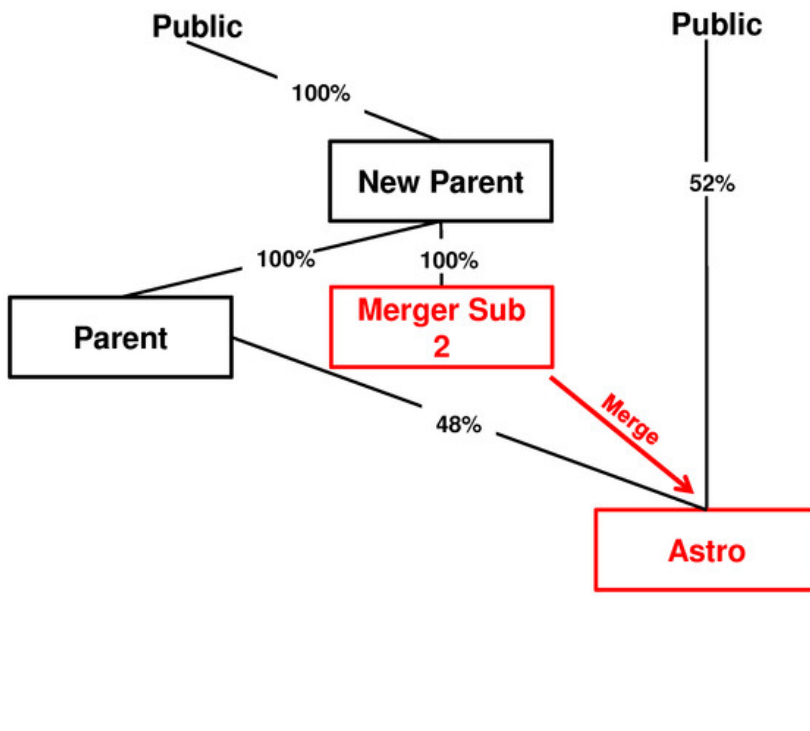 Public
Public
100%
New Parent
52%
100%
100%
Merger Sub
2
Parent
Merge
48%
Astro